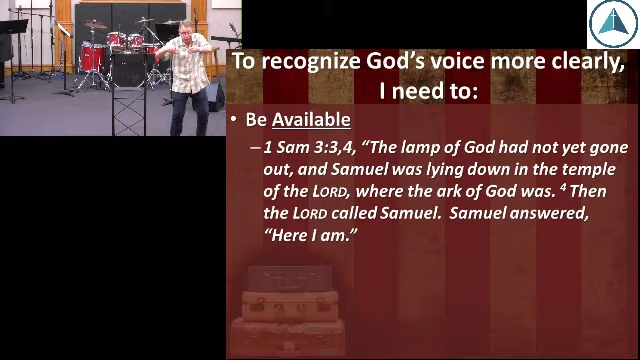 To recognize God's voice more clearly,
I need to:
• Be Available
– 1 Sam 3:3,4, “The lamp of God had not yet gone
out, and Samuel was lying down in the temple
of the LORD, where the ark of God was. ⁴ Then
the LORD called Samuel.  Samuel answered,
“Here I am.”